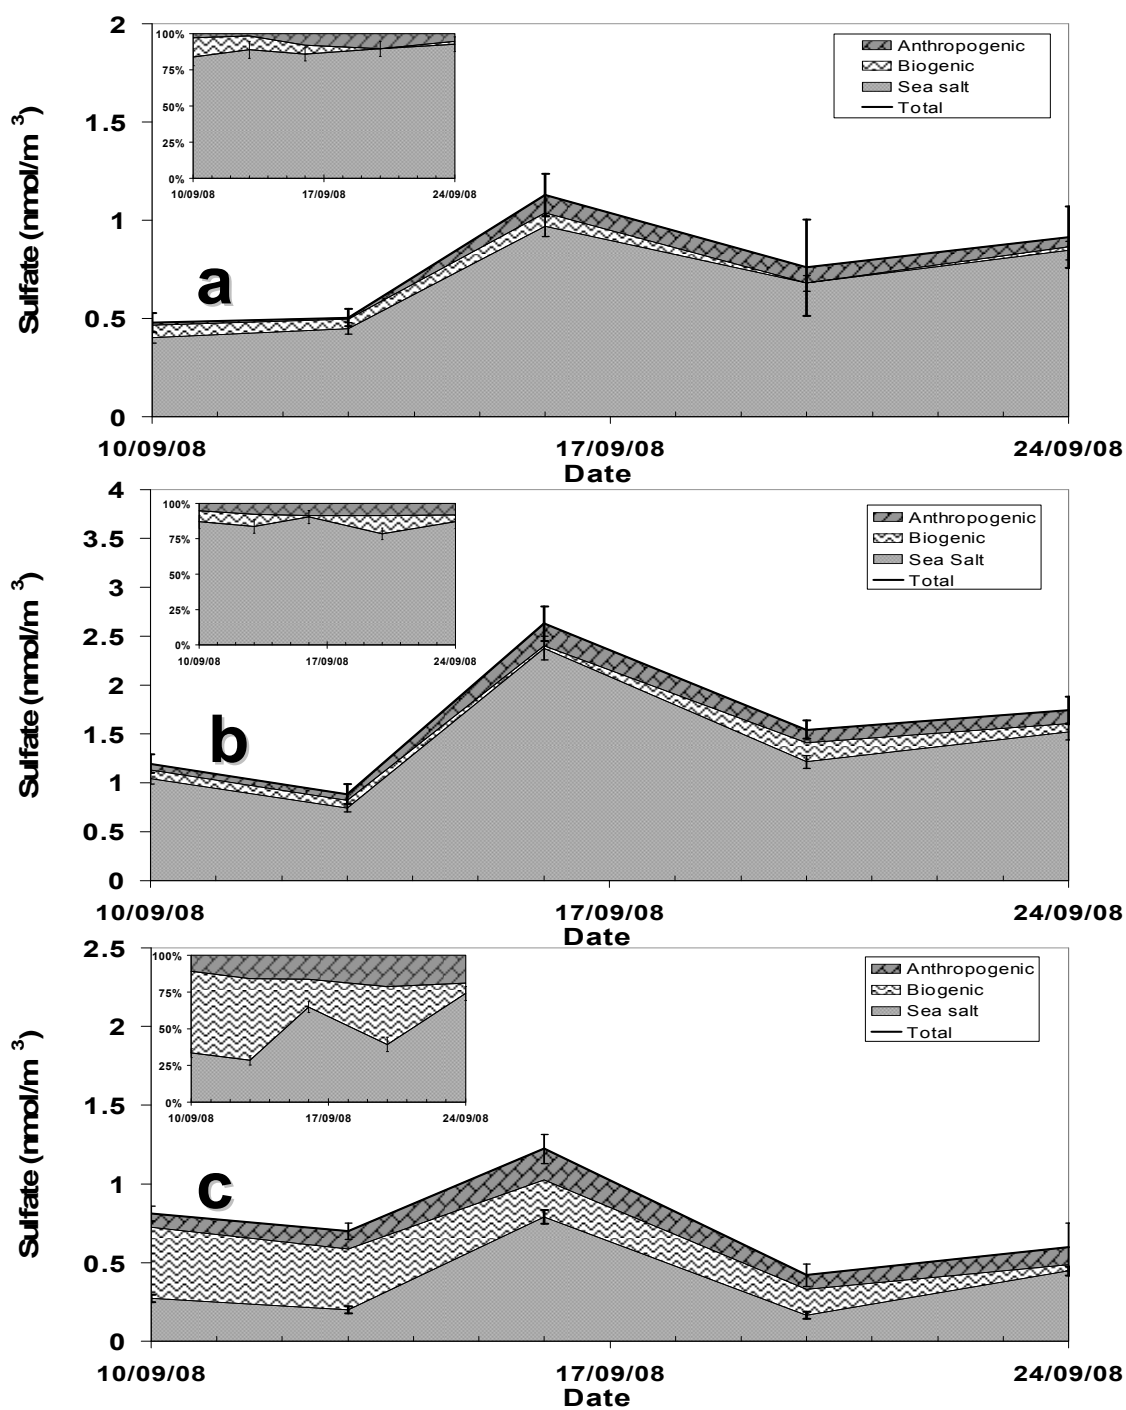 2
1.5
1
0.5
0
Sulfate (nmol/m 3)
100%
75%
50%
25%
0%
10/09/08 17/09/08 24/09/08
Anthropogenic
Biogenic
Sea salt
Total
a
10/09/08 17/09/08 24/09/08
Date
4
3.5
3
2.5
2
1.5
1
0.5
0
Sulfate (nmol/m 3)
100%
75%
50%
25%
0%
10/09/08 17/09/08 24/09/08
Anthropogenic
Biogenic
Sea Salt
Total
b
10/09/08 17/09/08 24/09/08
Date
2.5
2
1.5
1
0.5
0
Sulfate (nmol/m 3)
100%
75%
50%
25%
0%
10/09/08 17/09/08 24/09/08
Anthropogenic
Biogenic
Sea salt
Total
c
10/09/08 17/09/08 24/09/08
Date